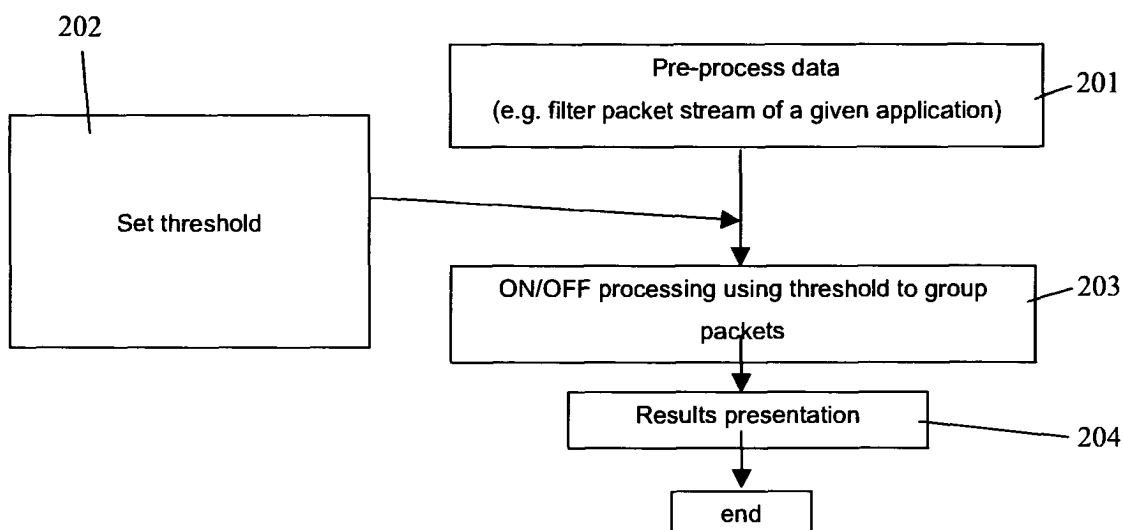 202
Pre-process data
(e.g. filter packet stream of a given application)
201
Set threshold
ON/OFF processing using threshold to group
packets
203
Results presentation
204
end